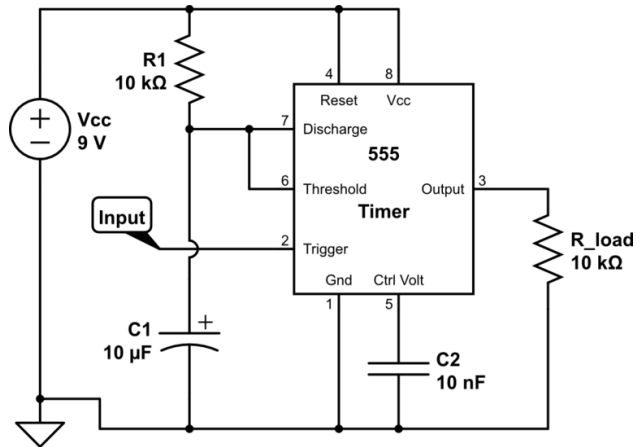 R1
10 kΩ
4
8
Reset
Vcc
Vcc
9 V
7
Discharge
555
6
Threshold
Output
3
Timer
Input
2
Trigger
R_load
10 kΩ
Gnd
Ctrl Volt
1
5
C1
10 µF
+
C2
10 nF